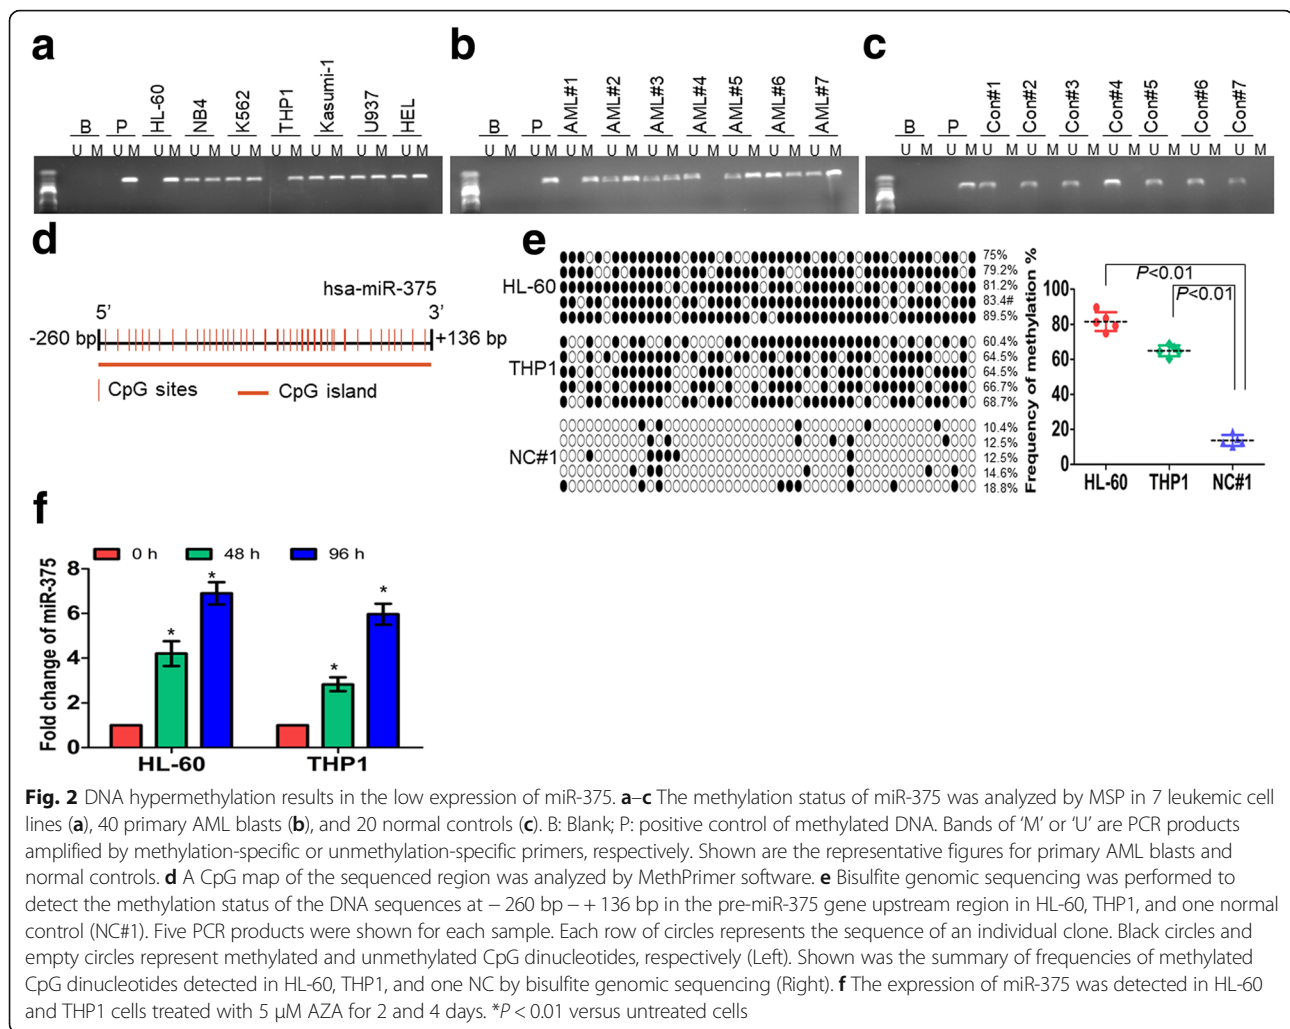 a
B P HL-60 NB4 K562 THP1 Kasumi-1 U937 HEL
U M U M U M U M U M U M U M U M U M
b
B P AML#1 AML#2 AML#3 AML#4 AML#5 AML#6 AML#7
U M U M U M U M U M U M U M U M U M
c
B P Con#1 Con#2 Con#3 Con#4 Con#5 Con#6 Con#7
U M U M U M U M U M U M U M U M U M
d
hsa-miR-375
5’ 3’
-260 bp +136 bp
CpG sites CpG island
e
HL-60
75%
79.2%
81.2%
83.4#
89.5%
THP1
60.4%
64.5%
64.5%
66.7%
68.7%
NC#1
10.4%
12.5%
12.5%
14.6%
18.8%
Frequency of methylation %
P<0.01
P<0.01
100
80
60
40
20
0
HL-60 THP1 NC#1
f
0 h 48 h 96 h
Fold change of miR-375
8
6
4
2
0
* * * *
HL-60 THP1
Fig. 2 DNA hypermethylation results in the low expression of miR-375. a–c The methylation status of miR-375 was analyzed by MSP in 7 leukemic cell
lines (a), 40 primary AML blasts (b), and 20 normal controls (c). B: Blank; P: positive control of methylated DNA. Bands of ‘M’ or ‘U’ are PCR products
amplified by methylation-specific or unmethylation-specific primers, respectively. Shown are the representative figures for primary AML blasts and
normal controls. d A CpG map of the sequenced region was analyzed by MethPrimer software. e Bisulfite genomic sequencing was performed to
detect the methylation status of the DNA sequences at − 260 bp – + 136 bp in the pre-miR-375 gene upstream region in HL-60, THP1, and one normal
control (NC#1). Five PCR products were shown for each sample. Each row of circles represents the sequence of an individual clone. Black circles and
empty circles represent methylated and unmethylated CpG dinucleotides, respectively (Left). Shown was the summary of frequencies of methylated
CpG dinucleotides detected in HL-60, THP1, and one NC by bisulfite genomic sequencing (Right). f The expression of miR-375 was detected in HL-60
and THP1 cells treated with 5 μM AZA for 2 and 4 days. *P < 0.01 versus untreated cells